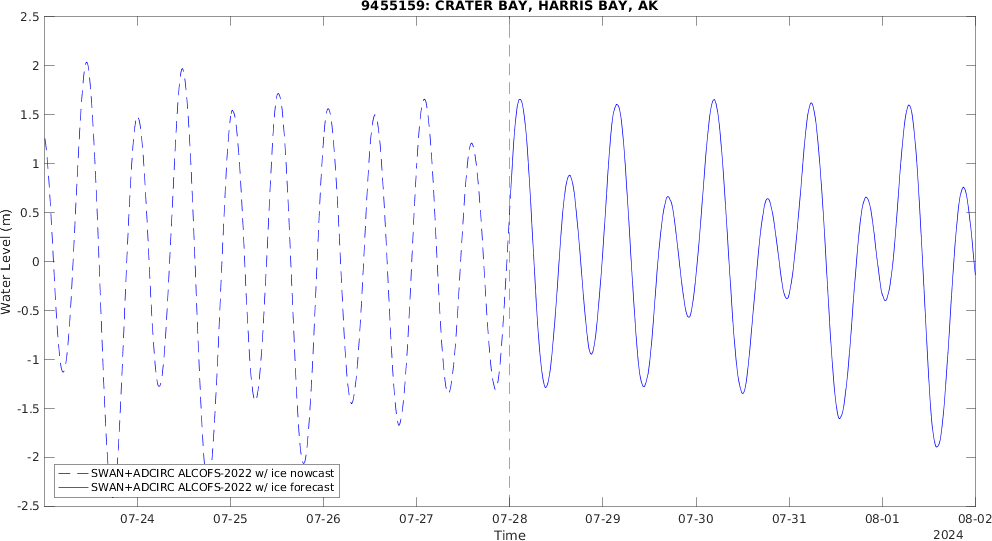 9455159: CRATER BAY, HARRIS BAY, AK
2.5
2
1.5
1
0.5
0
-0.5
-1
-1.5
-2
-2.5
Water Level (m)
SWAN+ADCIRC ALCOFS-2022 w/ ice nowcast
SWAN+ADCIRC ALCOFS-2022 w/ ice forecast
07-24 07-25 07-26 07-27 07-28 07-29 07-30 07-31 08-01 08-02
Time
2024